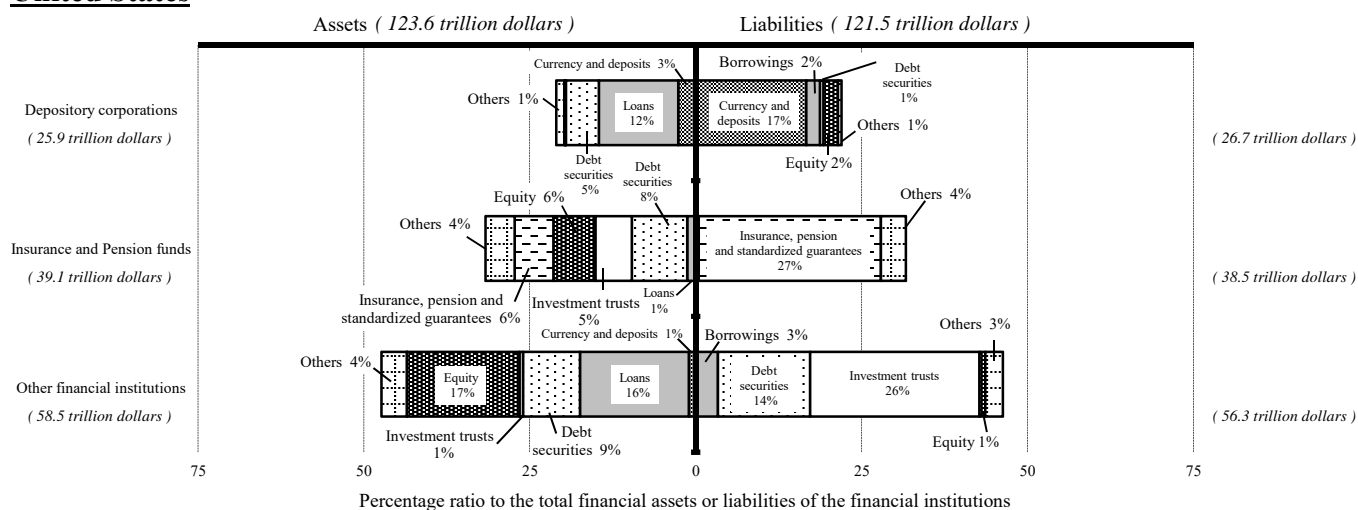 United States
Assets ( 123.6 trillion dollars ) Liabilities ( 121.5 trillion dollars )
Depository corporations
( 25.9 trillion dollars )
Others 1%
Debt
securities
5%
Loans
12%
Currency and deposits 3%
Currency and
deposits 17%
Borrowings 2%
Debt
securities
1%
Equity 2%
Others 1%
( 26.7 trillion dollars )
Insurance and Pension funds
( 39.1 trillion dollars )
Others 4%
Insurance, pension and
standardized guarantees 6%
Equity 6%
Investment trusts
5%
Debt
securities
8%
Loans
1%
Insurance, pension
and standardized guarantees
27%
Others 4%
( 38.5 trillion dollars )
Other financial institutions
( 58.5 trillion dollars )
Others 4%
Equity
17%
Investment trusts
1%
Debt
securities 9%
Loans
16%
Currency and deposits 1%
Borrowings 3%
Debt
securities
14%
Investment trusts
26%
Equity 1%
Others 3%
( 56.3 trillion dollars )
75 50 25 0 25 50 75
Percentage ratio to the total financial assets or liabilities of the financial institutions